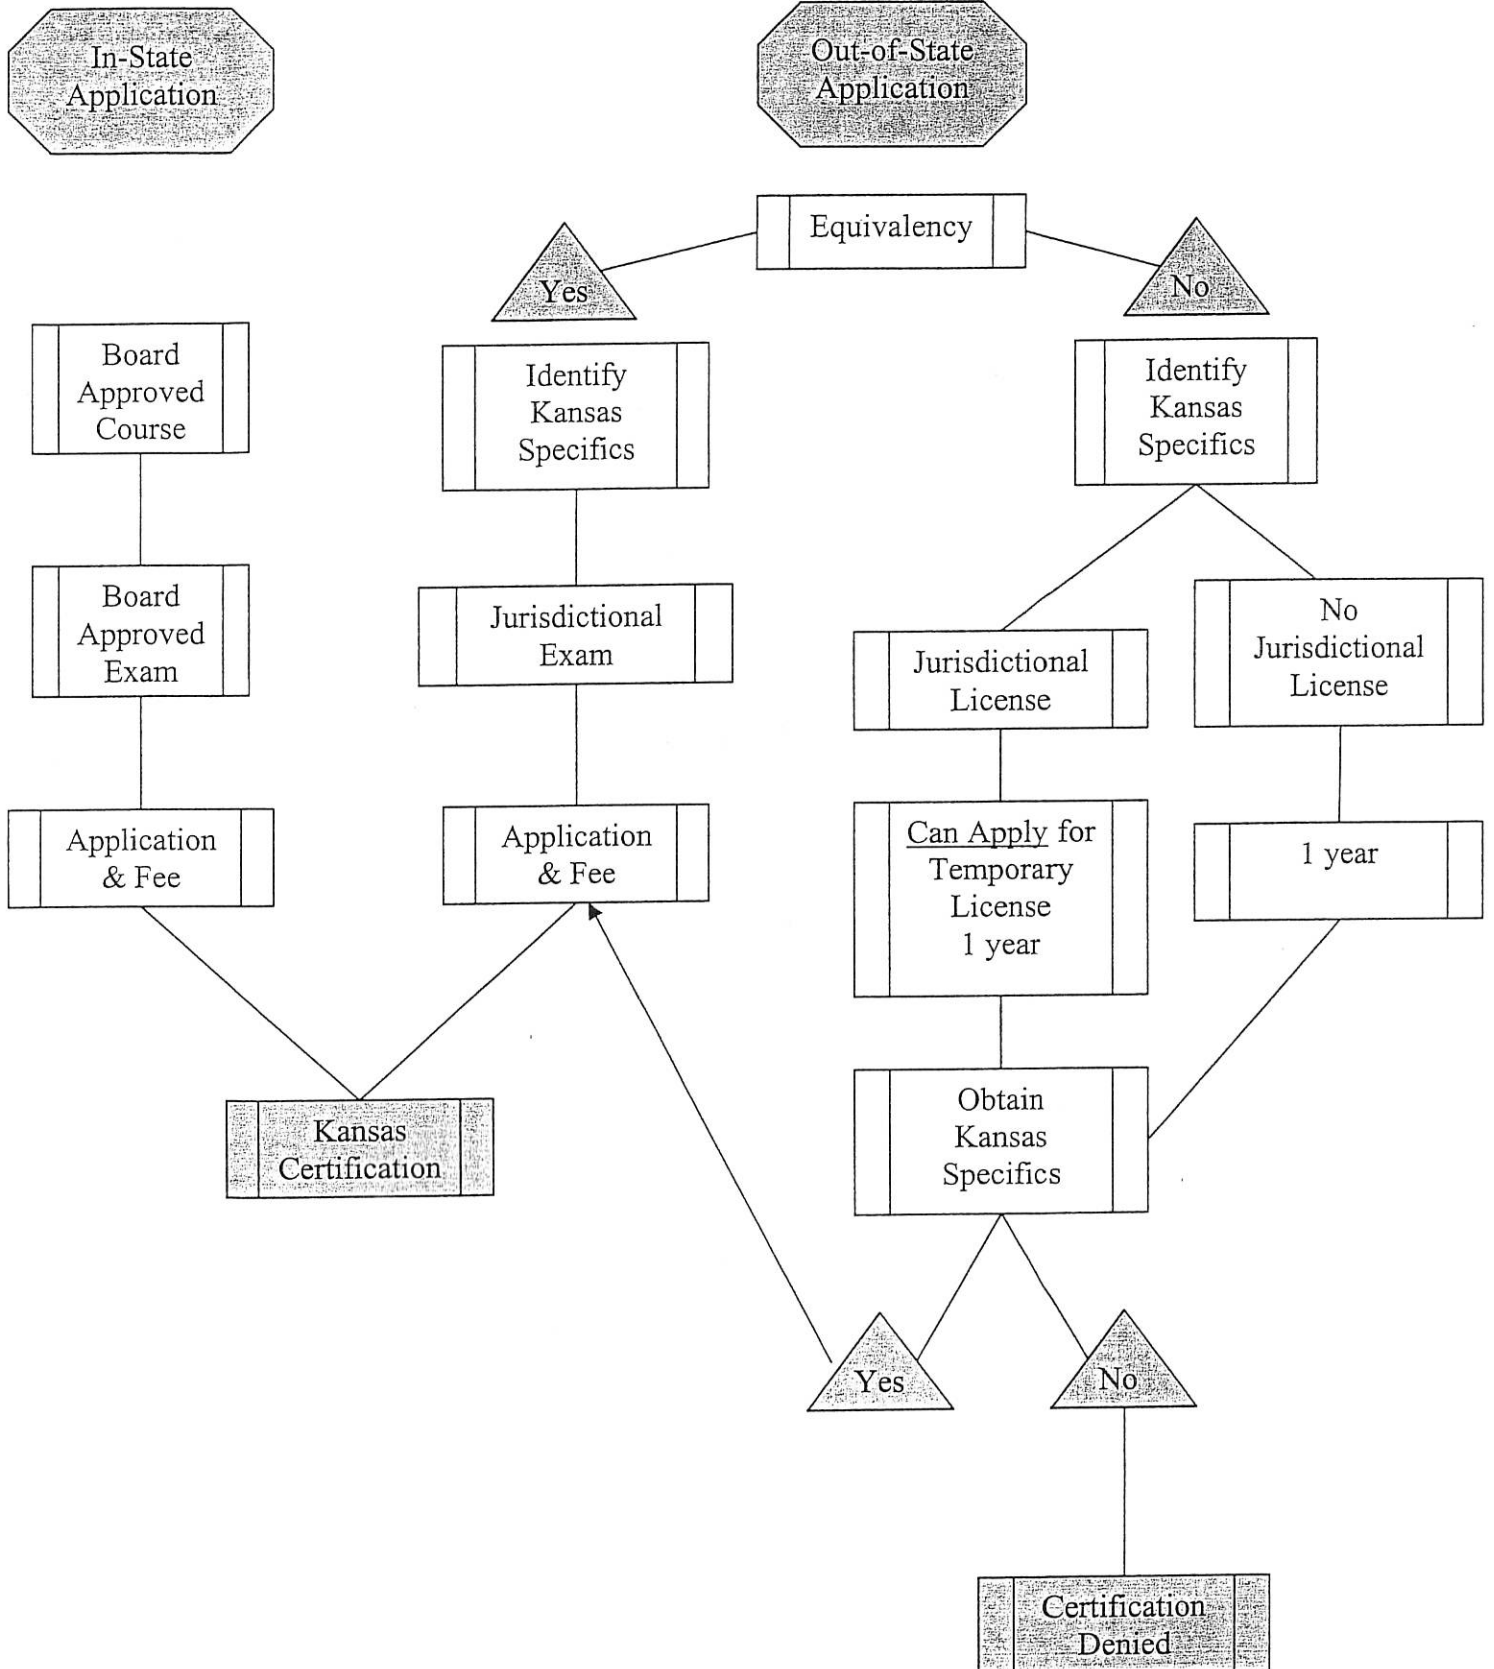 In-State
Application
Out-of-State
Application
Equivalency
Yes
No
Board
Approved
Course
Identify
Kansas
Specifics
Identify
Kansas
Specifics
Board
Approved
Exam
Jurisdictional
Exam
Jurisdictional
License
No
Jurisdictional
License
Application
& Fee
Application
& Fee
Can Apply for
Temporary
License
1 year
1 year
Kansas
Certification
Obtain
Kansas
Specifics
Yes
No
Certification
Denied